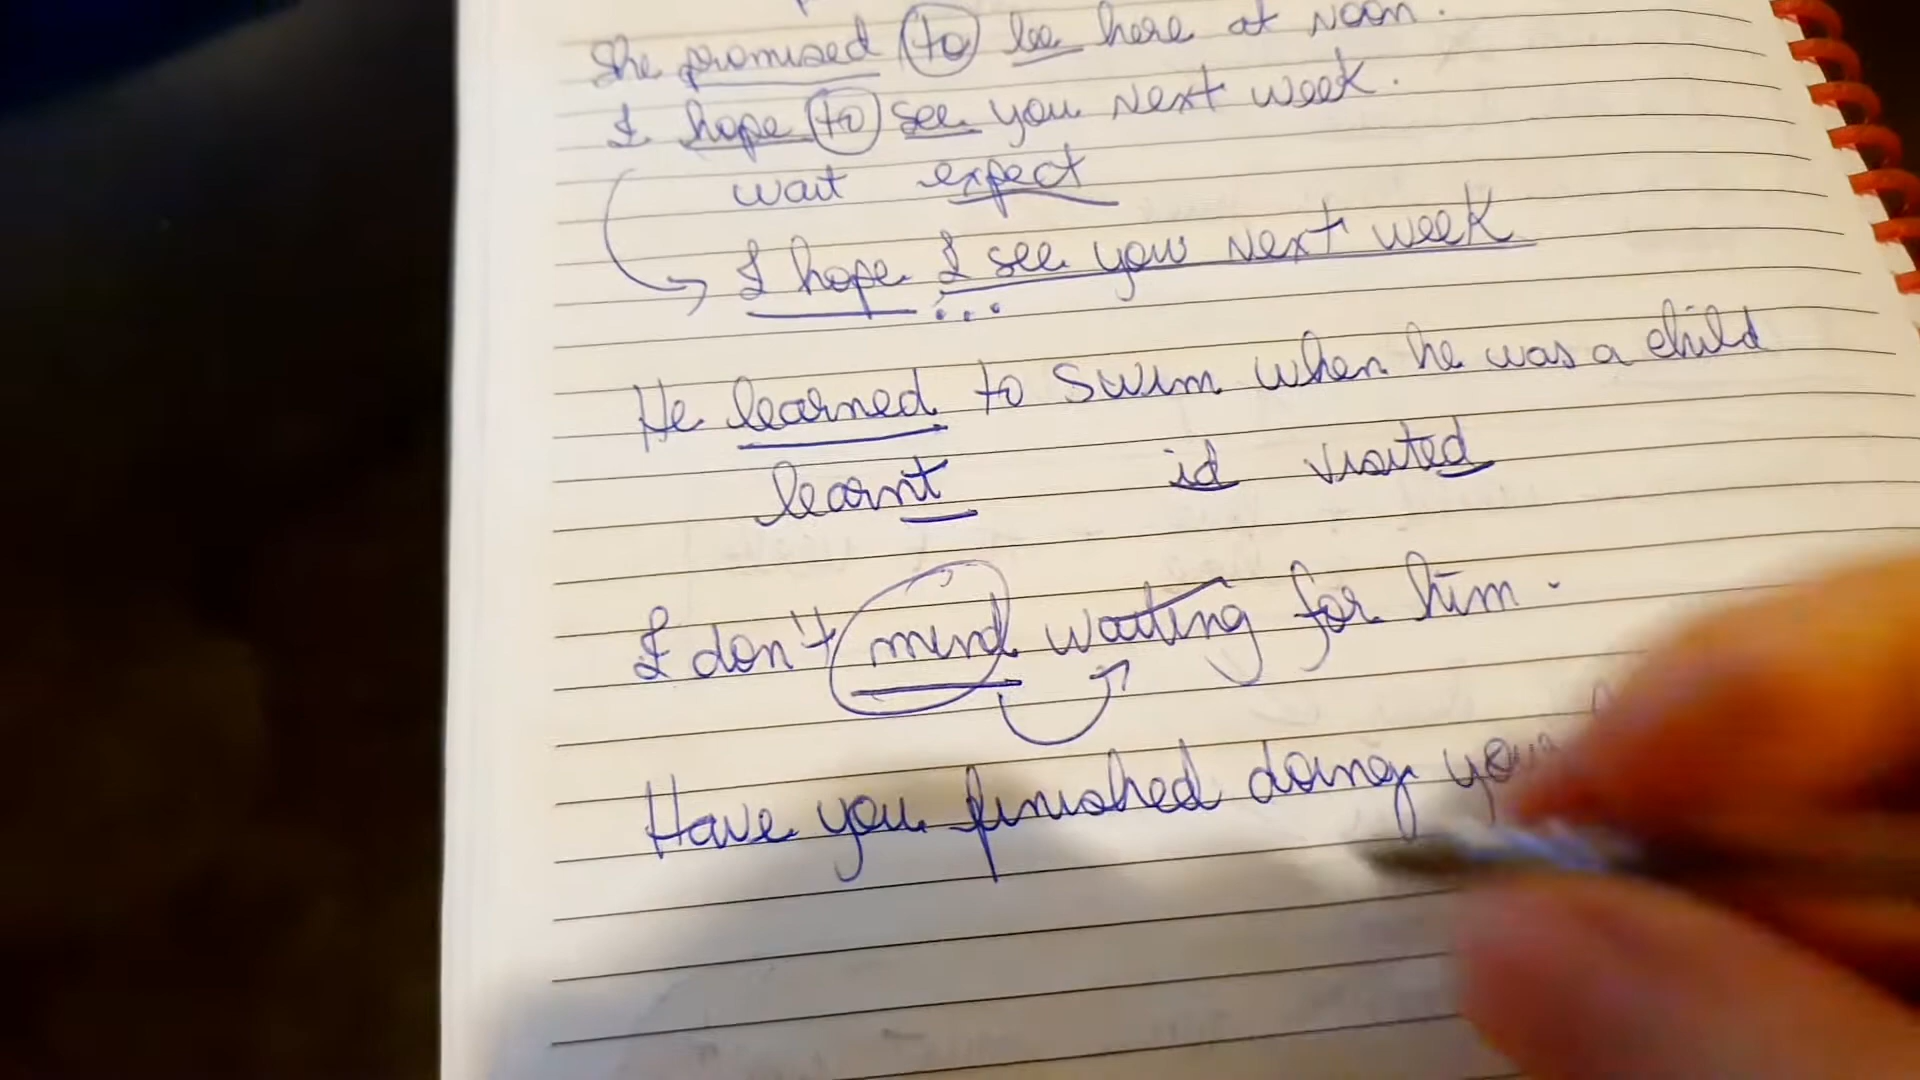 She promised to be here at noon.
I hope to see you next week.
wait expect
I hope I see you next week
...
He learned to swim when he was a child
learnt id visited
I don't mind waiting for him.
Have you finished doing you